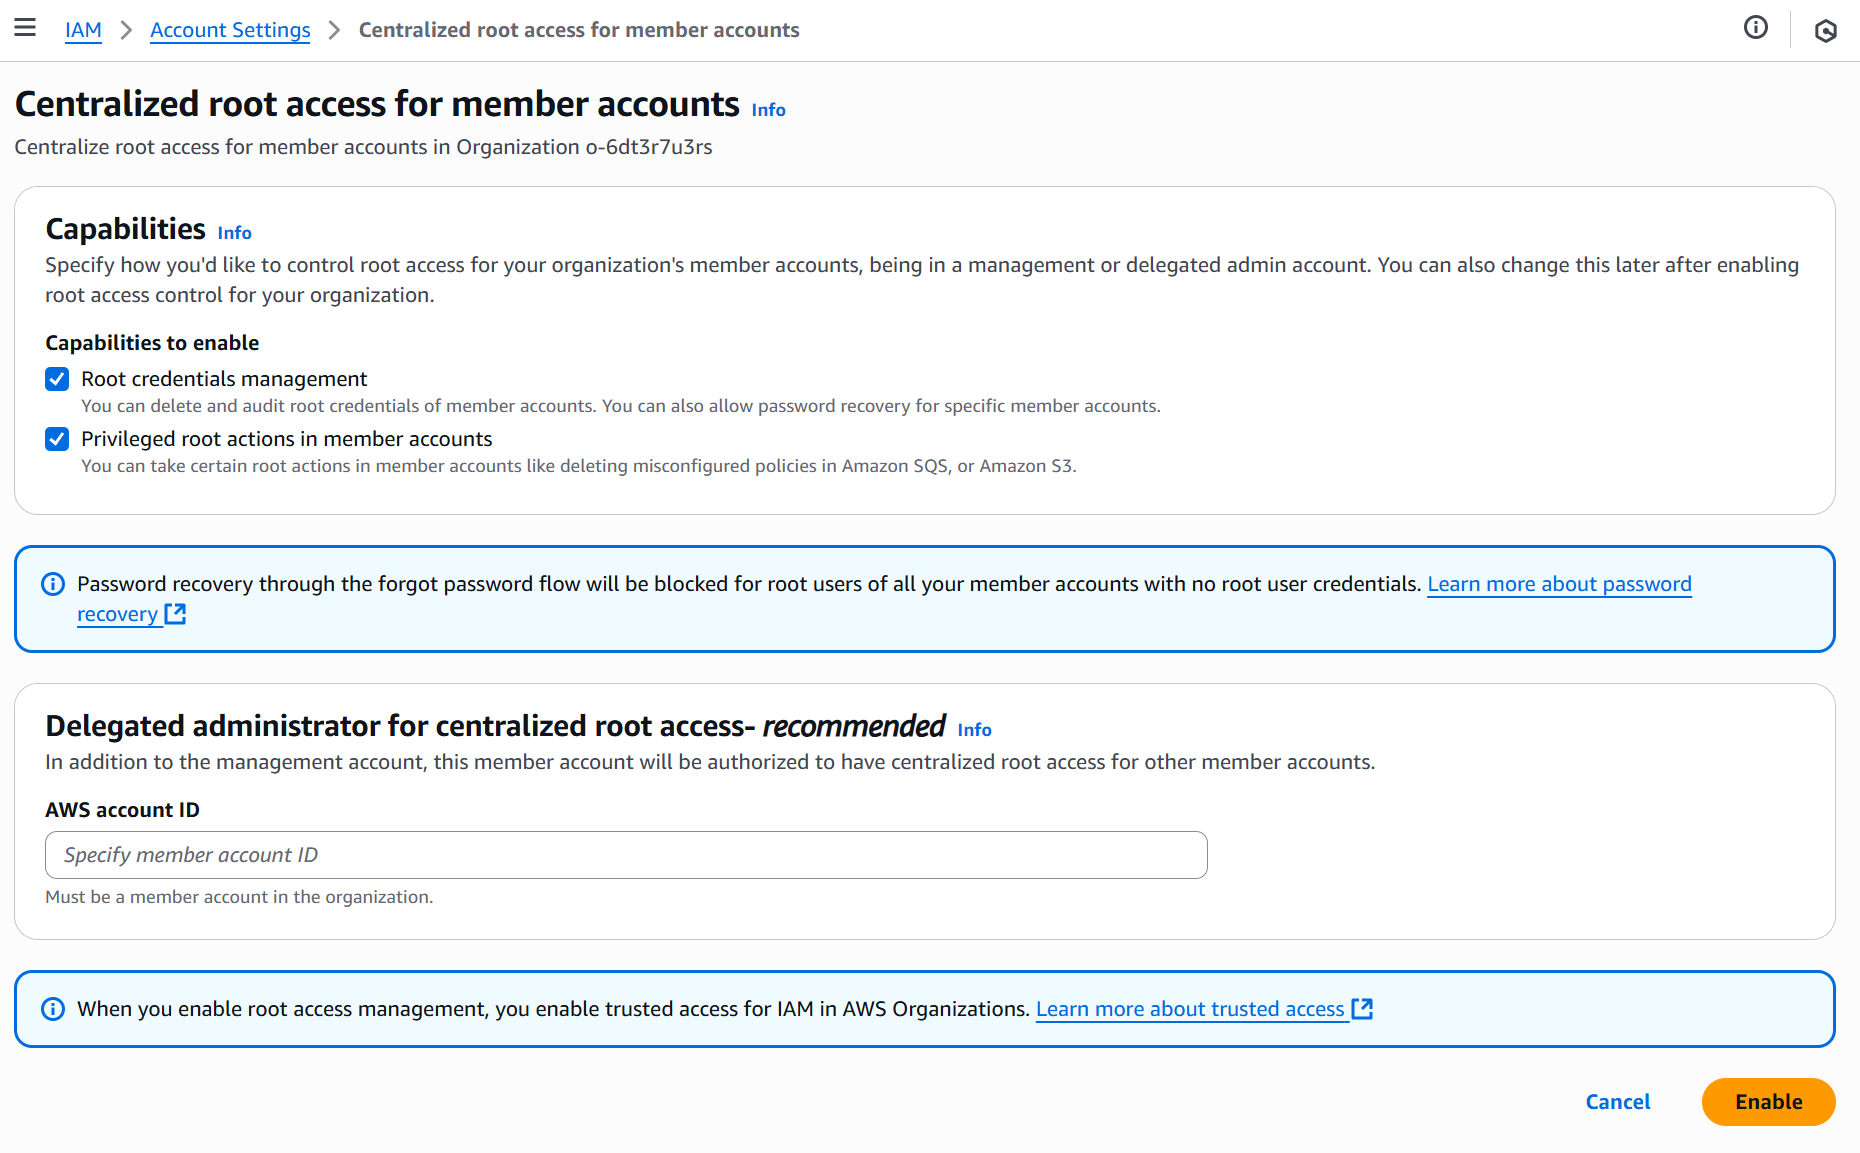 IAM > Account Settings > Centralized root access for member accounts
Centralized root access for member accounts Info
Centralize root access for member accounts in Organization o-6dt3r7u3rs
Capabilities Info
Specify how you'd like to control root access for your organization's member accounts, being in a management or delegated admin account. You can also change this later after enabling
root access control for your organization.
Capabilities to enable
Root credentials management
You can delete and audit root credentials of member accounts. You can also allow password recovery for specific member accounts.
Privileged root actions in member accounts
You can take certain root actions in member accounts like deleting misconfigured policies in Amazon SQS, or Amazon S3.
Password recovery through the forgot password flow will be blocked for root users of all your member accounts with no root user credentials. Learn more about password
recovery
Delegated administrator for centralized root access- recommended Info
In addition to the management account, this member account will be authorized to have centralized root access for other member accounts.
AWS account ID
Specify member account ID
Must be a member account in the organization.
When you enable root access management, you enable trusted access for IAM in AWS Organizations. Learn more about trusted access
Cancel Enable